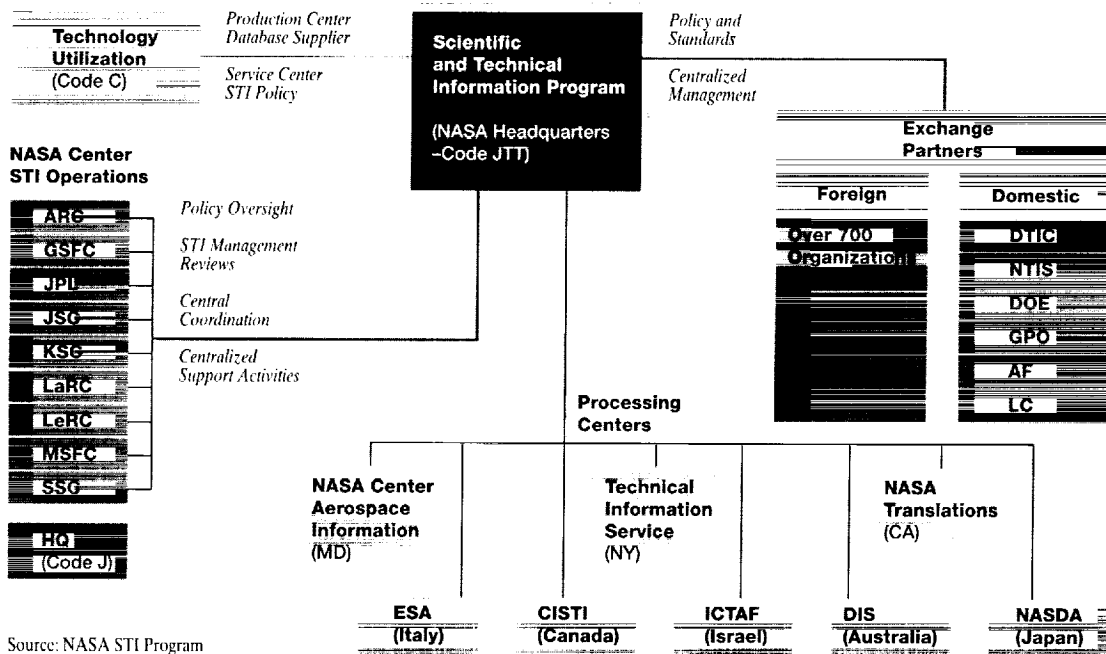 Technology
Utilization
(Code C)
Production Center
Database Supplier
Service Center
STI Policy
Scientific
and Technical
Information Program
(NASA Headquarters
–Code JTT)
Policy and
Standards
Centralized
Management
Exchange
Partners
Foreign
Over 700
Organizations
Domestic
DTIC
NTIS
DOE
GPO
AF
LC
NASA Center
STI Operations
ARC
GSFC
JPL
JSC
KSC
LaRC
LeRC
MSFC
SSC
HQ
(Code J)
Policy Oversight
STI Management
Reviews
Central
Coordination
Centralized
Support Activities
Processing
Centers
NASA Center
Aerospace
Information
(MD)
Technical
Information
Service
(NY)
NASA
Translations
(CA)
ESA
(Italy)
CISTI
(Canada)
ICTAF
(Israel)
DIS
(Australia)
NASDA
(Japan)
Source: NASA STI Program